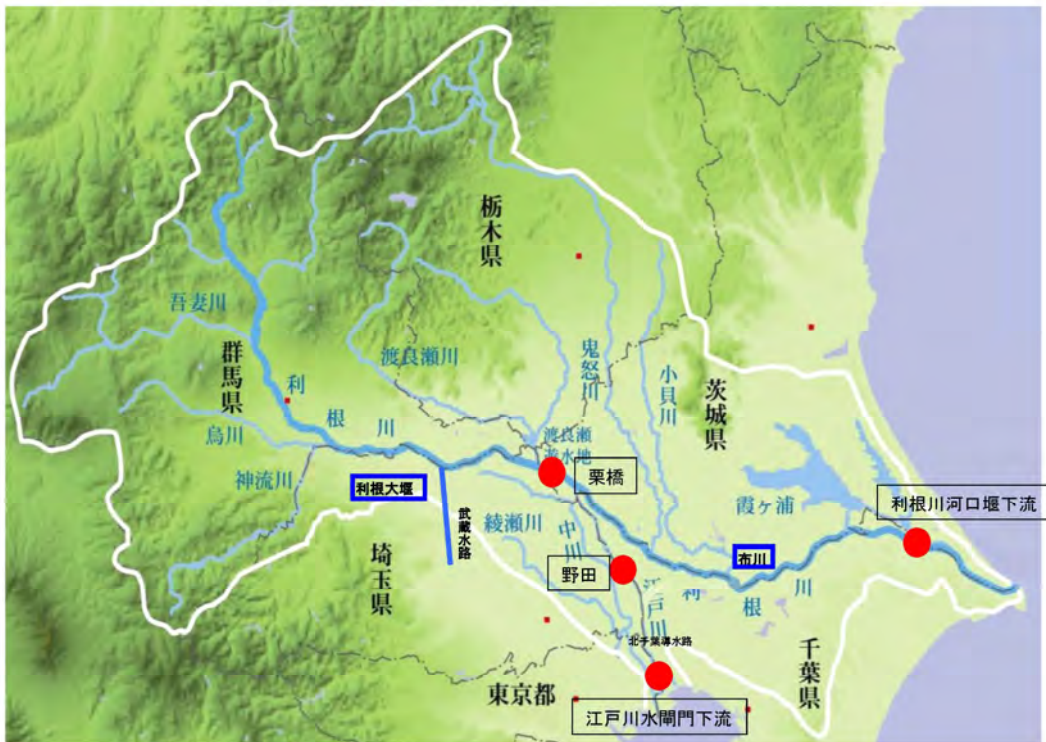 栃木県
吾妻川
群馬県
渡良瀬川
鬼怒川
小貝川
茨城県
利根川
烏川
渡良瀬
遊水地
神流川
栗橋
利根大堰
武蔵水路
綾瀬川
中川
霞ヶ浦
利根川河口堰下流
埼玉県
布川
野田
江戸川
利根川
北千葉導水路
千葉県
東京都
江戸川水閘門下流